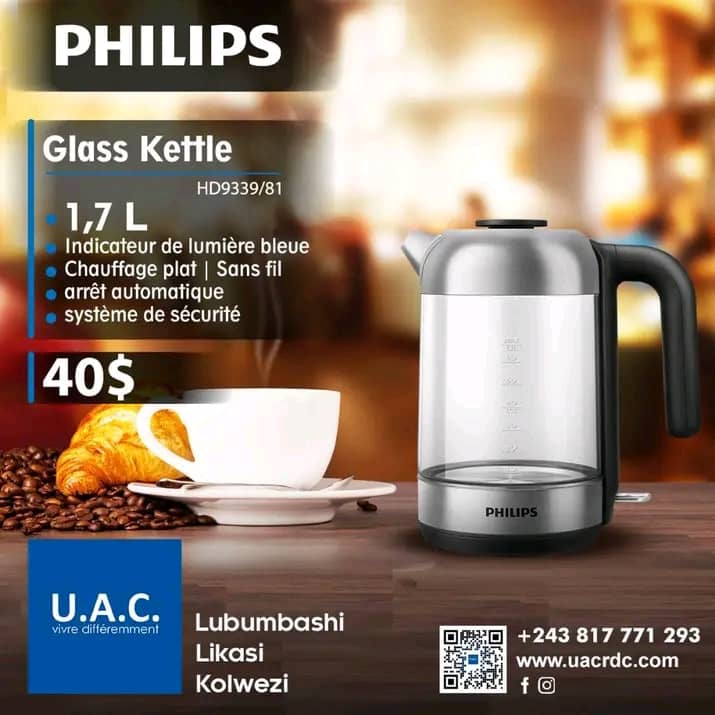 PHILIPS
Glass Kettle
HD9339/81
1,7 L
Indicateur de lumière bleue
Chauffage plat | Sans fil
arrêt automatique
système de sécurité
40$
PHILIPS
U.A.C.
vivre différemment
Lubumbashi
Likasi
Kolwezi
+243 817 771 293
www.uacrdc.com